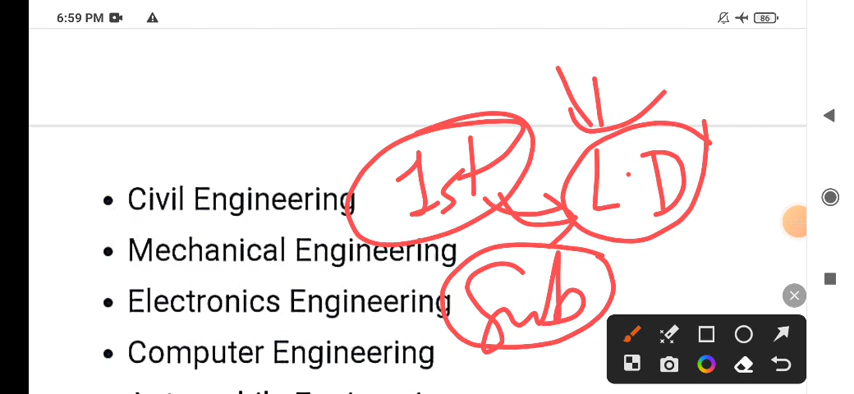 6:59 PM
86
1st
L.D
• Civil Engineering
• Mechanical Engineering
Sub
• Electronics Engineering
• Computer Engineering